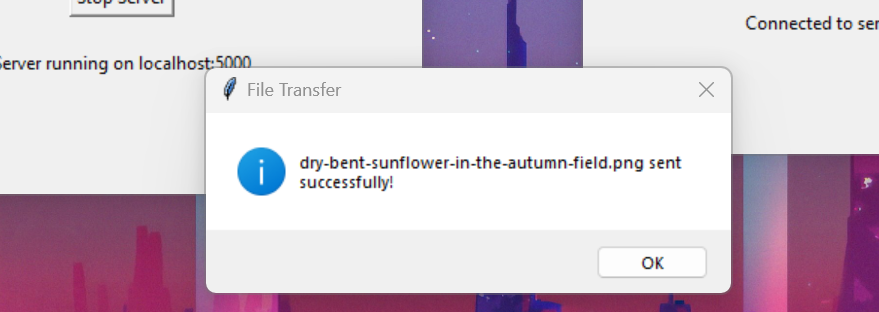 Stop Server
Connected to ser
Server running on localhost:5000
File Transfer
dry-bent-sunflower-in-the-autumn-field.png sent
successfully!
OK